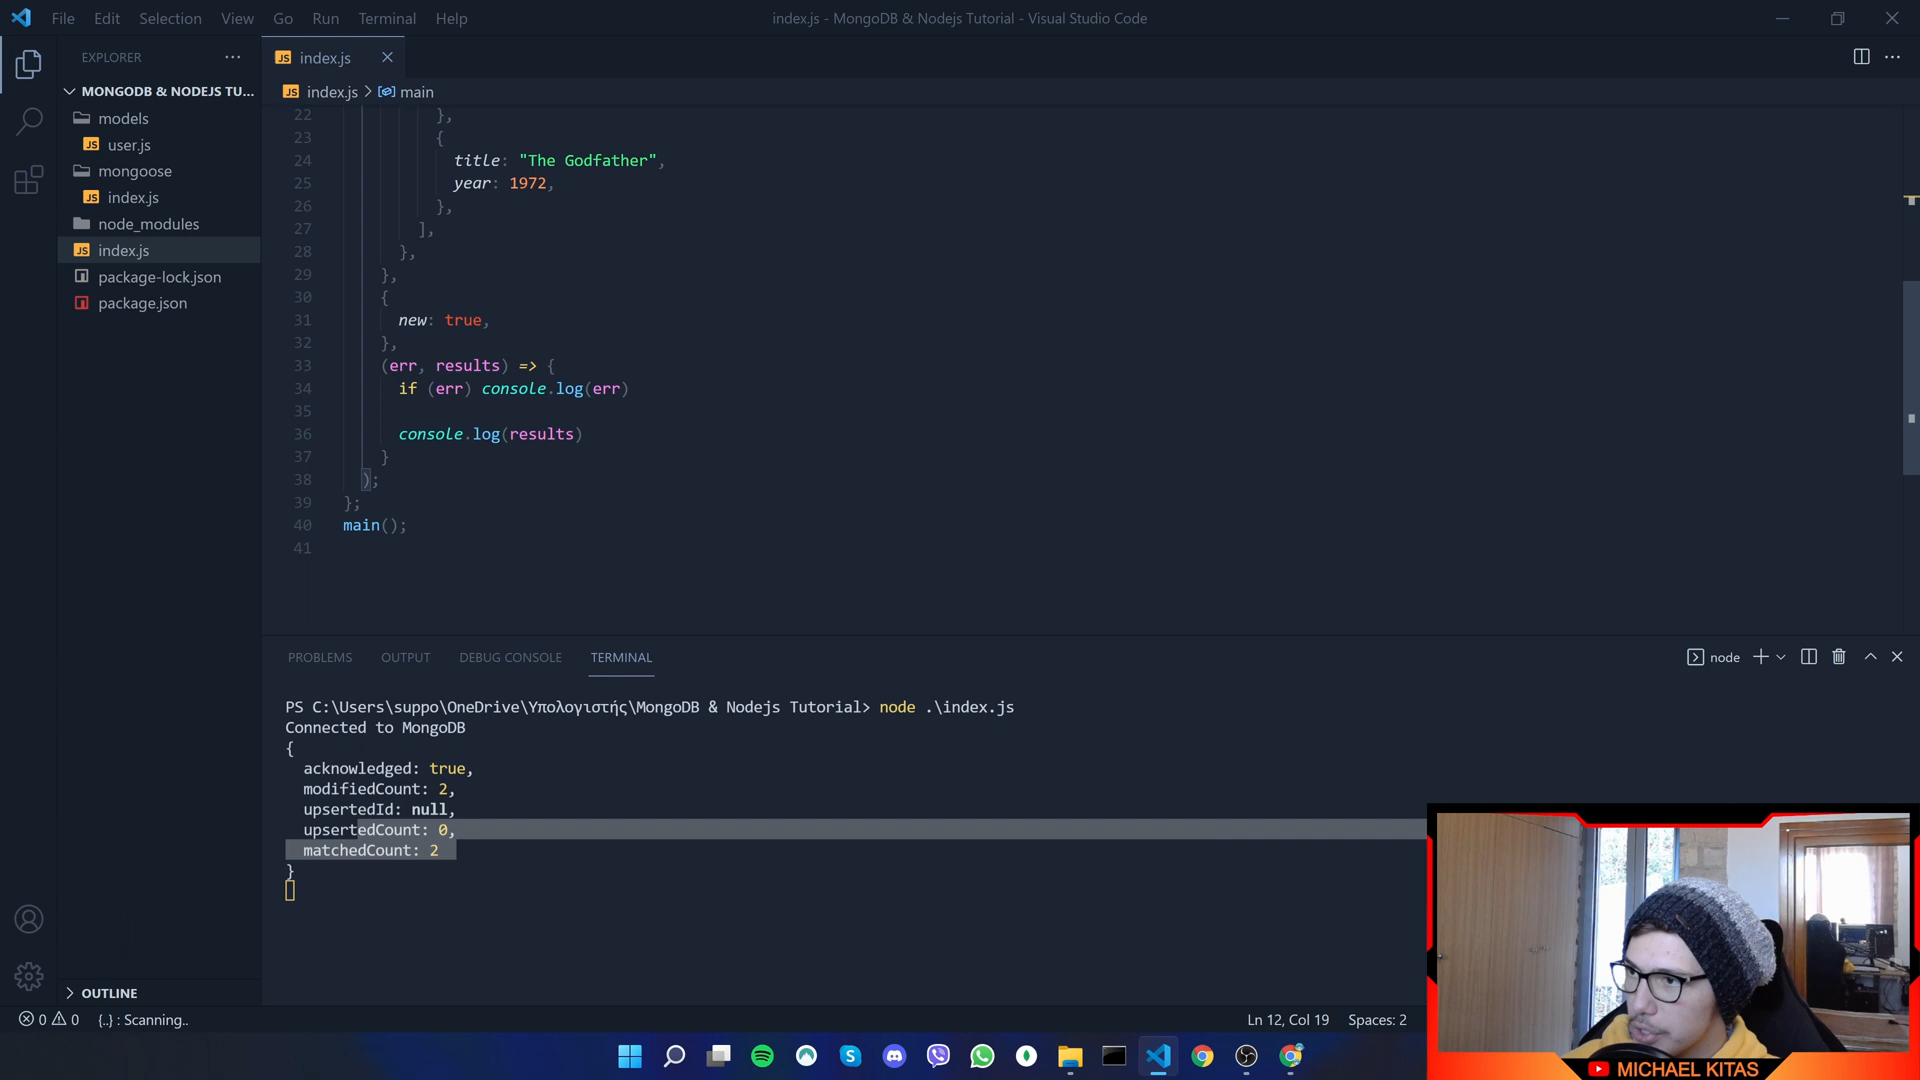 File Edit Selection View Go Run Terminal Help
index.js - MongoDB & Nodejs Tutorial - Visual Studio Code
EXPLORER
MONGODB & NODEJS TU...
models
JS user.js
mongoose
JS index.js
node_modules
JS index.js
package-lock.json
package.json
OUTLINE
JS index.js
JS index.js > main
22 },
23 {
24 title: "The Godfather",
25 year: 1972,
26 },
27 ],
28 },
29 },
30 {
31 new: true,
32 },
33 (err, results) => {
34 if (err) console.log(err)
35
36 console.log(results)
37 }
38 );
39 };
40 main();
41
PROBLEMS OUTPUT DEBUG CONSOLE TERMINAL
node
PS C:\Users\suppo\OneDrive\Υπολογιστής\MongoDB & Nodejs Tutorial> node .\index.js
Connected to MongoDB
{
acknowledged: true,
modifiedCount: 2,
upsertedId: null,
upsertedCount: 0,
matchedCount: 2
}
0 0 {..} : Scanning..
Ln 12, Col 19 Spaces: 2
MICHAEL KITAS